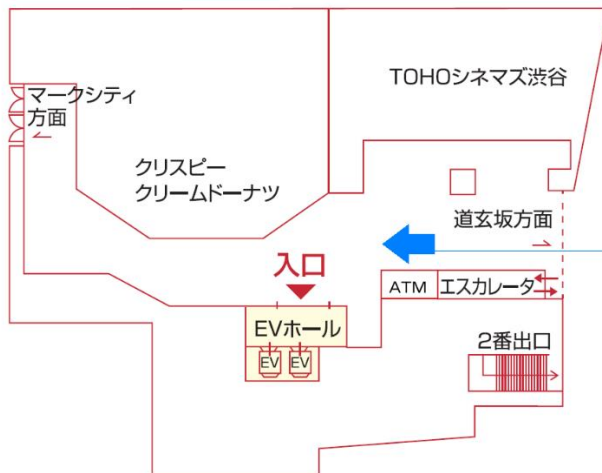 TOHOシネマズ渋谷
マークシティ
方面
クリスピー
クリームドーナツ
道玄坂方面
入口
ATM
エスカレータ
EVホール
EV
EV
2番出口